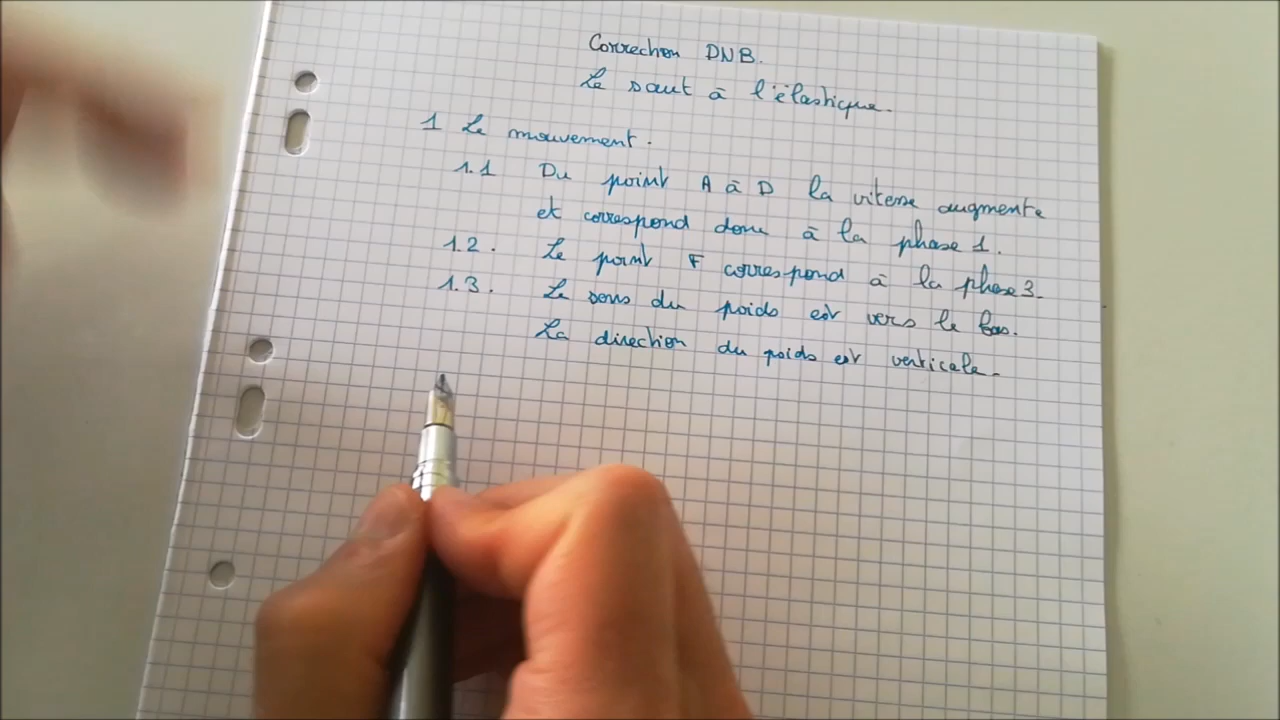 Correction DNB.
Le saut à l'élastique.
1 Le mouvement.
1.1 Du point A à D la vitesse augmente
et correspond donc à la phase 1.
1.2. Le point F correspond à la phase 3.
1.3. Le sens du poids est vers le bas.
La direction du poids est verticale.